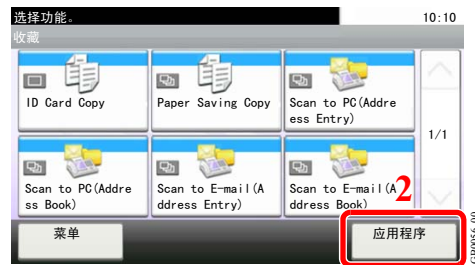 选择功能。
10:10
收藏
ID Card Copy
Paper Saving Copy
Scan to PC(Addre
ess Entry)
1/1
Scan to PC(Addre
ss Book)
Scan to E-mail(A
ddress Entry)
Scan to E-mail(A
ddress Book)
2
菜单
应用程序
GB0056_00